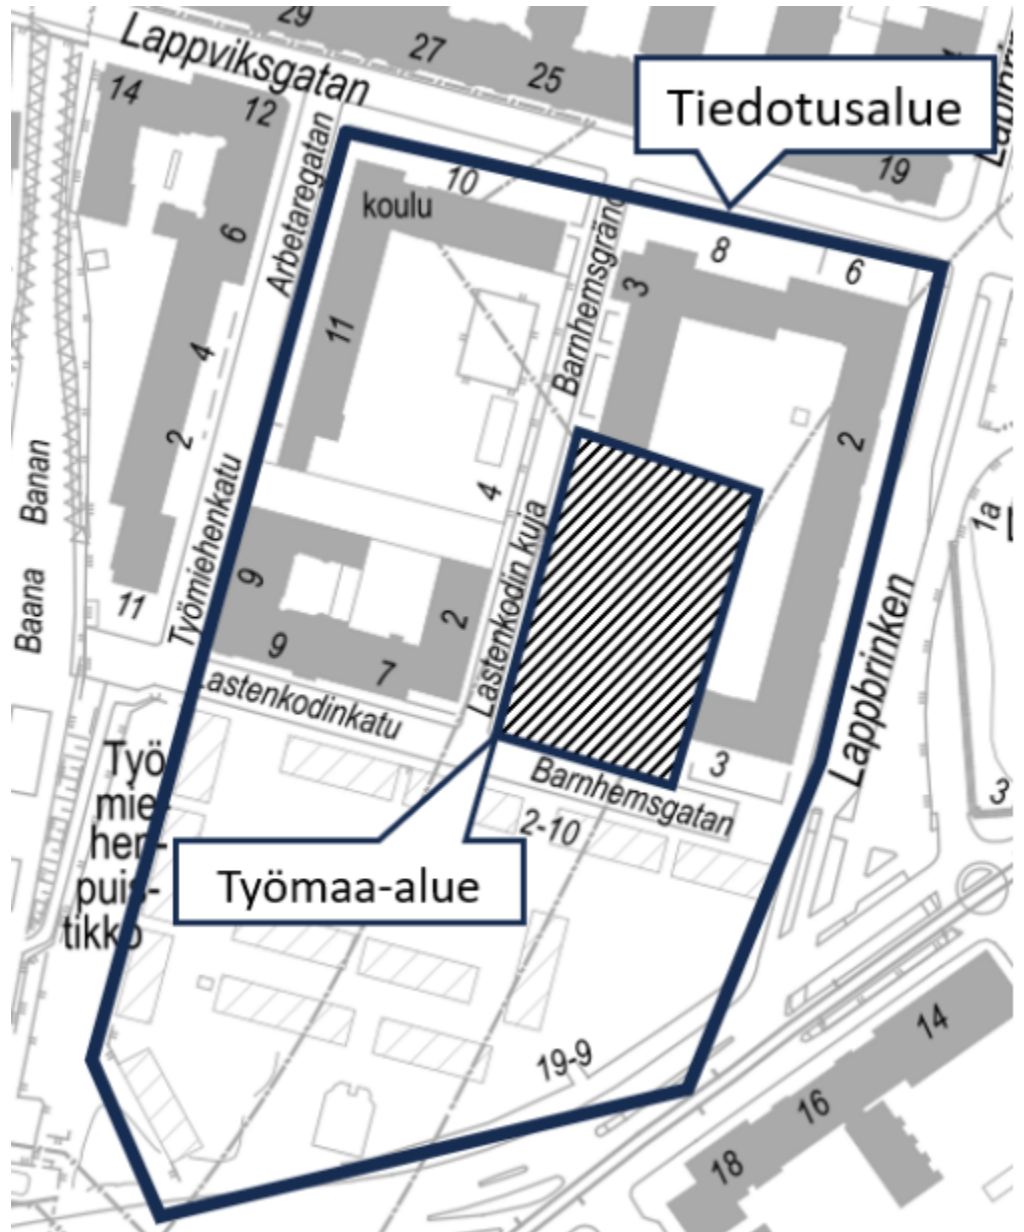 29
Lappviksgatan
27
25
14
12
Tiedotusalue
19
10
koulu
Arbetaregatan
6
8
6
3
11
4
2
Barnhemsgränd
2
Banan
Baana
4
Työmiehenkatu
Lastenkodin kuja
1a
11
9
2
9
7
Lastenkodinkatu
Lappbrinken
3
Barnhemsgatan
3
Työ
mie-
hen-
puis-
tikko
2-10
Työmaa-alue
19-9
14
16
18